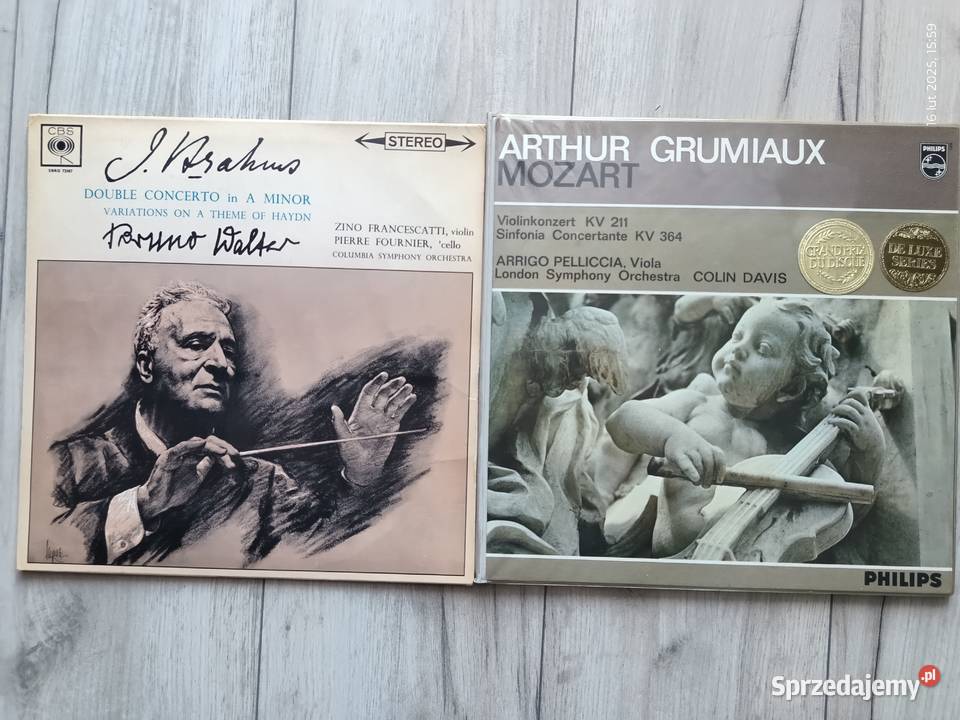 CBS
J. Brahms
STEREO
DOUBLE CONCERTO in A MINOR
VARIATIONS ON A THEME OF HAYDN
Bruno Walter
ZINO FRANCESCATTI, violin
PIERRE FOURNIER, 'cello
COLUMBIA SYMPHONY ORCHESTRA
ARTHUR GRUMIAUX
MOZART
PHILIPS
Violinkonzert KV 211
Sinfonia Concertante KV 364
ARRIGO PELLICCIA, Viola
London Symphony Orchestra COLIN DAVIS
GRAND PRIX
DU DISQUE
DE LUXE
SERIES
PHILIPS
16 lut 2025, 15:59
Sprzedajemy.pl